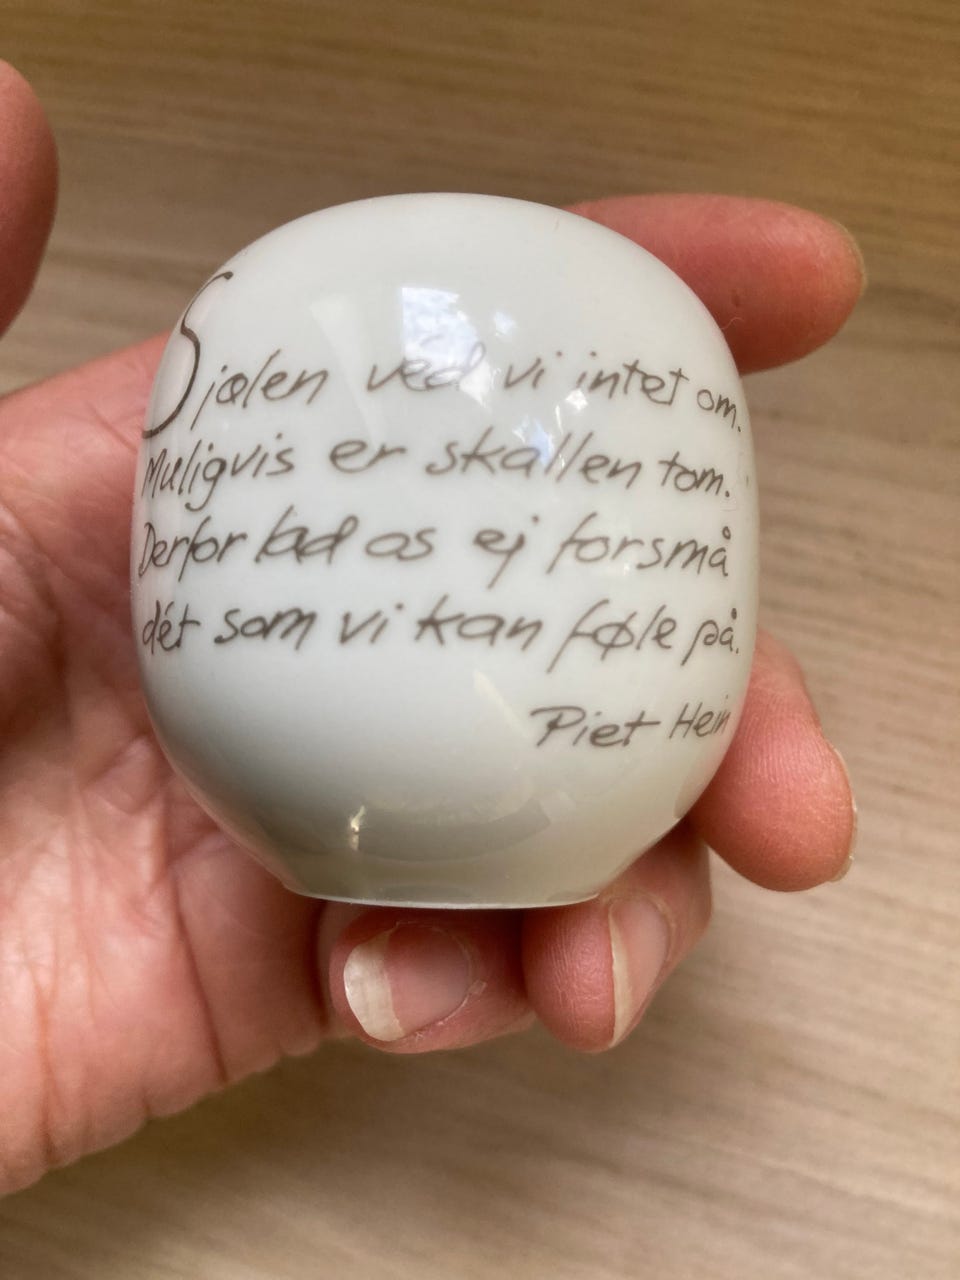 Sjælen véd vi intet om.
Muligvis er skallen tom.
Derfor lad os ej forsmå
dét som vi kan føle på.
Piet Hein